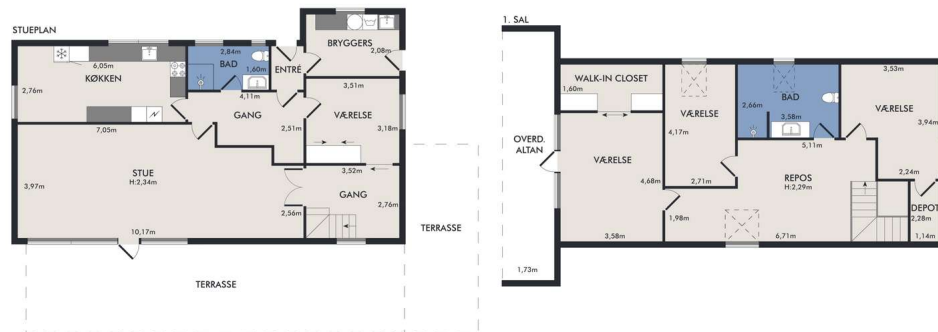 STUEPLAN
6,05m
KØKKEN
2,76m
7,05m
2,84m
BAD
1,60m
ENTRÉ
BRYGGERS
2,08m
4,11m
GANG
2,51m
3,51m
VÆRELSE
3,18m
STUE
H:2,34m
3,97m
10,17m
2,56m
3,52m
GANG
2,76m
TERRASSE
TERRASSE
1. SAL
OVERD.
ALTAN
1,73m
WALK-IN CLOSET
1,60m
VÆRELSE
4,68m
3,58m
VÆRELSE
4,17m
2,71m
BAD
2,66m
3,58m
5,11m
REPOS
H:2,29m
1,98m
6,71m
3,53m
VÆRELSE
3,94m
2,24m
DEPOT
2,28m
1,14m